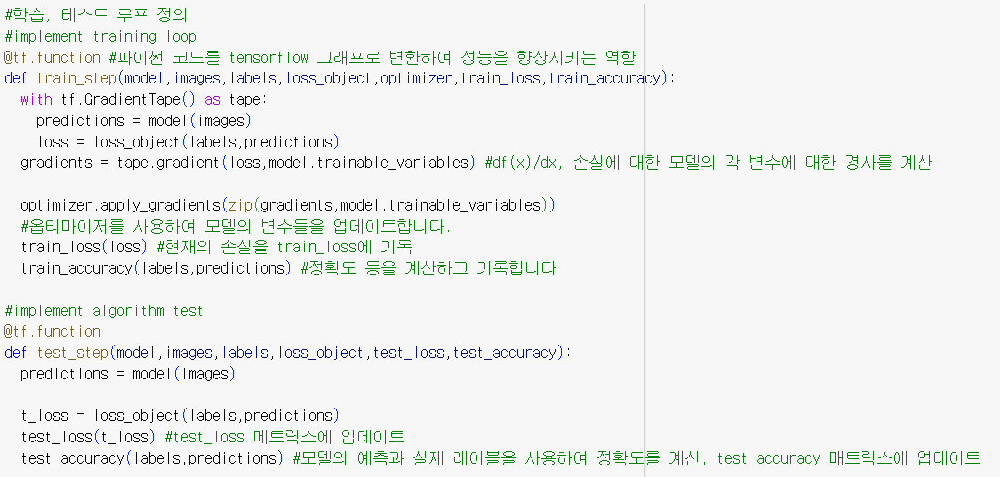 #학습, 테스트 루프 정의
#implement training loop
@tf.function #파이썬 코드를 tensorflow 그래프로 변환하여 성능을 향상시키는 역할
def train_step(model,images,labels,loss_object,optimizer,train_loss,train_accuracy):
with tf.GradientTape() as tape:
predictions = model(images)
loss = loss_object(labels,predictions)
gradients = tape.gradient(loss,model.trainable_variables) #df(x)/dx, 손실에 대한 모델의 각 변수에 대한 경사를 계산
optimizer.apply_gradients(zip(gradients,model.trainable_variables))
#옵티마이저를 사용하여 모델의 변수들을 업데이트합니다.
train_loss(loss) #현재의 손실을 train_loss에 기록
train_accuracy(labels,predictions) #정확도 등을 계산하고 기록합니다
#implement algorithm test
@tf.function
def test_step(model,images,labels,loss_object,test_loss,test_accuracy):
predictions = model(images)
t_loss = loss_object(labels,predictions)
test_loss(t_loss) #test_loss 메트릭스에 업데이트
test_accuracy(labels,predictions) #모델의 예측과 실제 레이블을 사용하여 정확도를 계산, test_accuracy 매트릭스에 업데이트